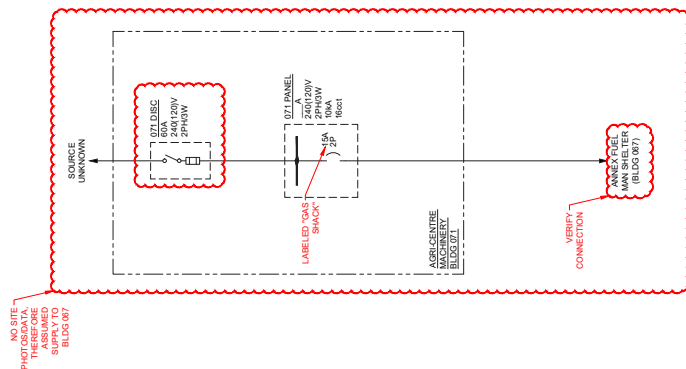 SOURCE
UNKNOWN
071 DISC
60A
240(120)V
2PH/3W
071 PANEL
__A
240(120)V
2PH/3W
10kA
16cct
15A
2P
LABELED "GAS
SHACK"
AGRI-CENTRE
MACHINERY
BLDG 071
ANNEX FUEL
MAN SHELTER
(BLDG 067)
VERIFY
CONNECTION
NO SITE
PHOTOS/DATA,
THEREFORE
ASSUMED
SUPPLY TO
BLDG 067